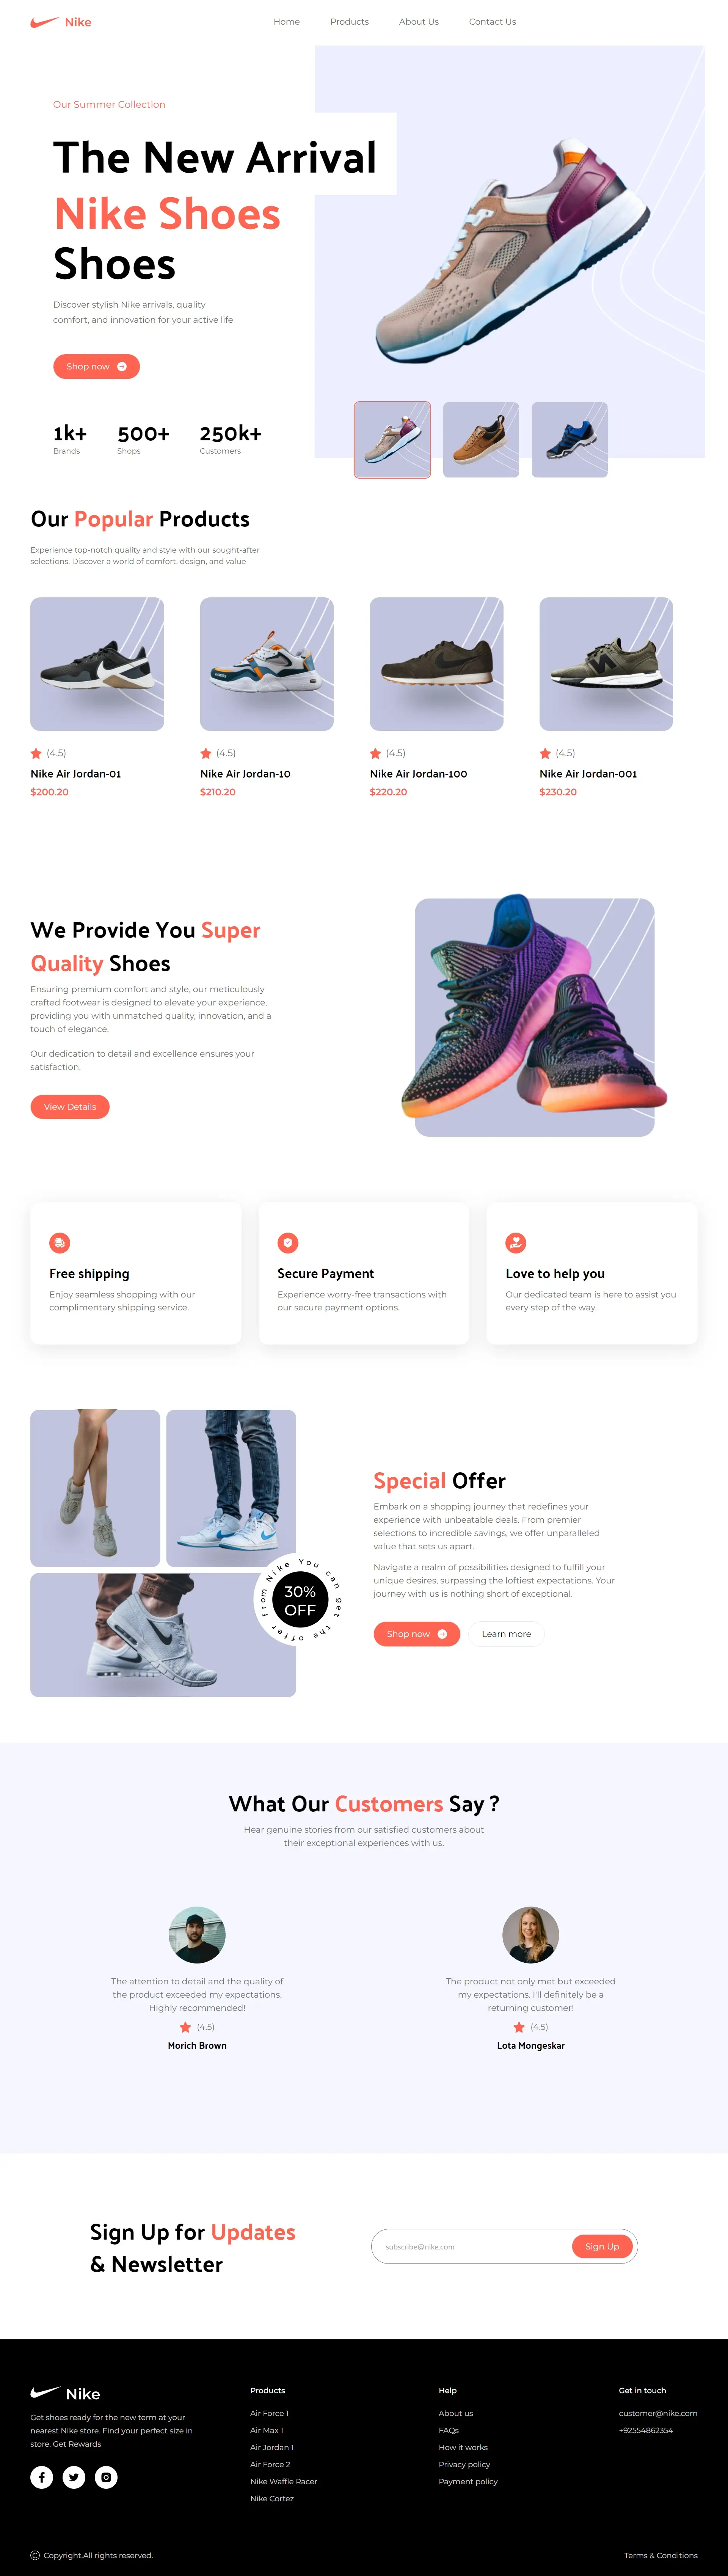 Nike
Home
Products
About Us
Contact Us
Our Summer Collection
The New Arrival
Nike Shoes
Shoes
Discover stylish Nike arrivals, quality
comfort, and innovation for your active life
Shop now
1k+
Brands
500+
Shops
250k+
Customers
Our Popular Products
Experience top-notch quality and style with our sought-after
selections. Discover a world of comfort, design, and value
(4.5)
Nike Air Jordan-01
$200.20
(4.5)
Nike Air Jordan-10
$210.20
(4.5)
Nike Air Jordan-100
$220.20
(4.5)
Nike Air Jordan-001
$230.20
We Provide You Super
Quality Shoes
Ensuring premium comfort and style, our meticulously
crafted footwear is designed to elevate your experience,
providing you with unmatched quality, innovation, and a
touch of elegance.
Our dedication to detail and excellence ensures your
satisfaction.
View Details
Free shipping
Enjoy seamless shopping with our
complimentary shipping service.
Secure Payment
Experience worry-free transactions with
our secure payment options.
Love to help you
Our dedicated team is here to assist you
every step of the way.
You can get the offer from Nike
30%
OFF
Special Offer
Embark on a shopping journey that redefines your
experience with unbeatable deals. From premier
selections to incredible savings, we offer unparalleled
value that sets us apart.
Navigate a realm of possibilities designed to fulfill your
unique desires, surpassing the loftiest expectations. Your
journey with us is nothing short of exceptional.
Shop now
Learn more
What Our Customers Say ?
Hear genuine stories from our satisfied customers about
their exceptional experiences with us.
The attention to detail and the quality of
the product exceeded my expectations.
Highly recommended!
(4.5)
Morich Brown
The product not only met but exceeded
my expectations. I'll definitely be a
returning customer!
(4.5)
Lota Mongeskar
Sign Up for Updates
& Newsletter
subscribe@nike.com
Sign Up
Nike
Get shoes ready for the new term at your
nearest Nike store. Find your perfect size in
store. Get Rewards
Products
Air Force 1
Air Max 1
Air Jordan 1
Air Force 2
Nike Waffle Racer
Nike Cortez
Help
About us
FAQs
How it works
Privacy policy
Payment policy
Get in touch
customer@nike.com
+92554862354
© Copyright.All rights reserved.
Terms & Conditions